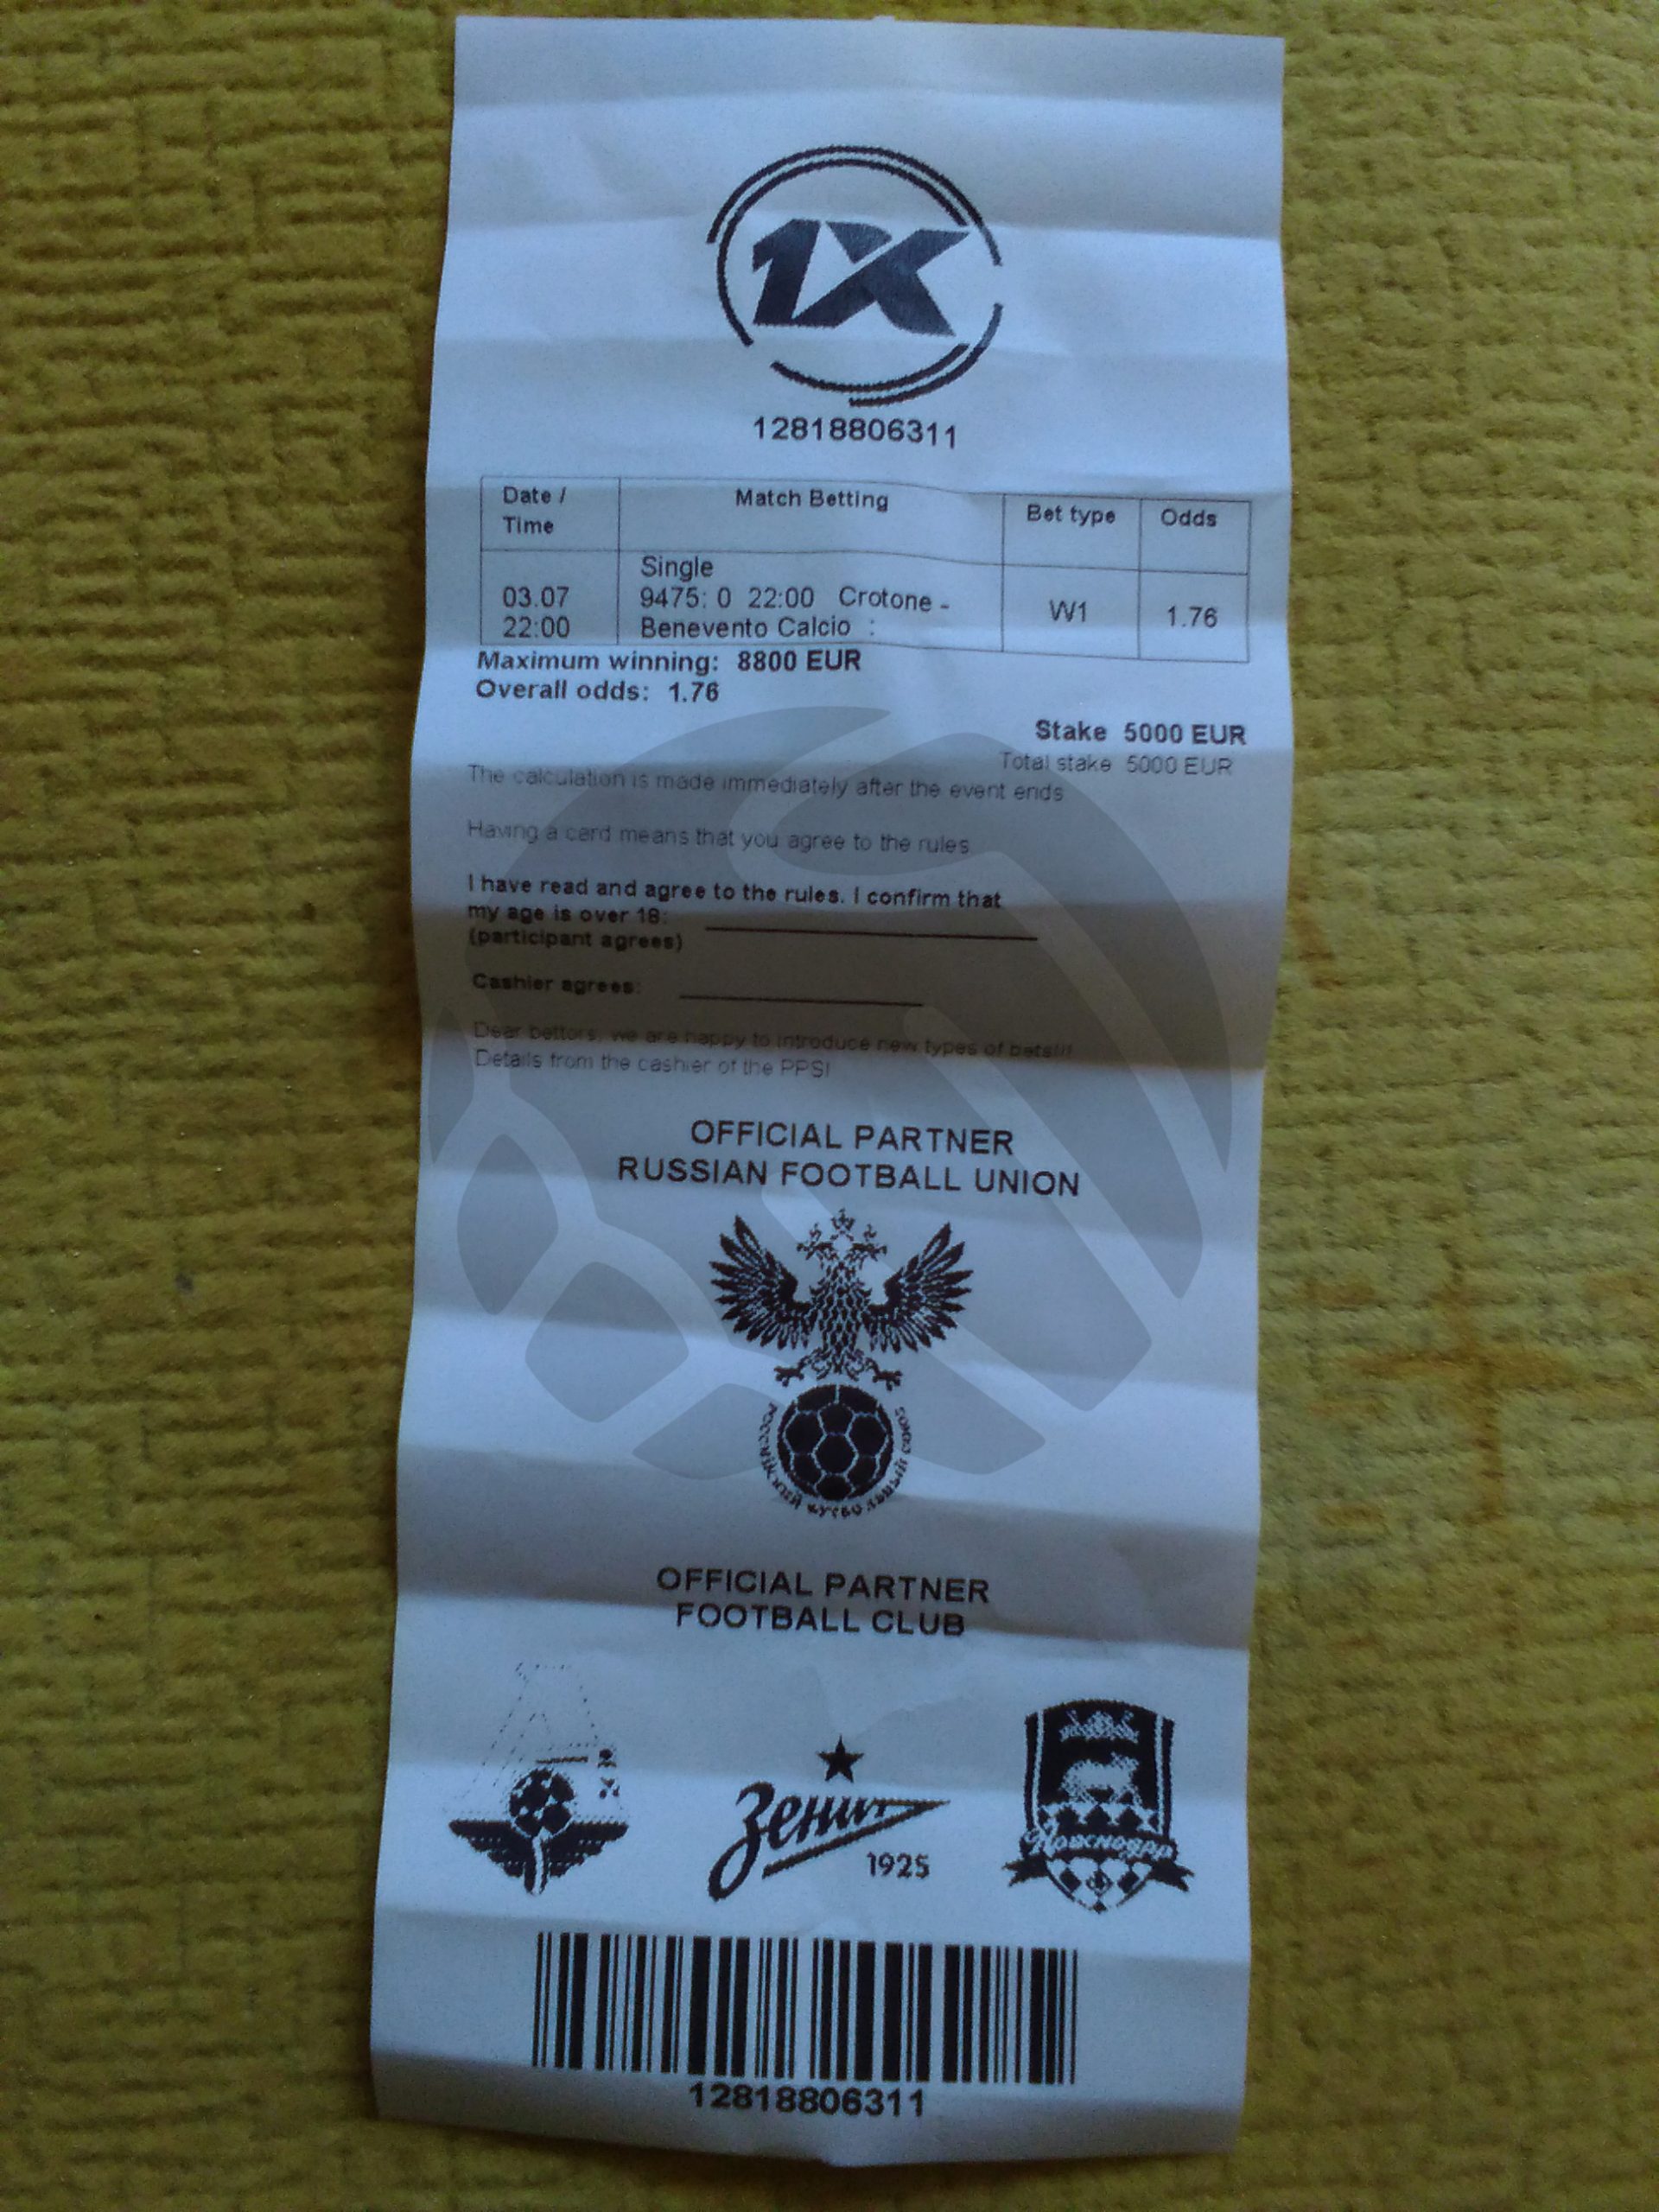 1X
12818806311
Date / Time
Match Betting
Bet type
Odds
03.07 22:00
Single
9475: 0 22:00 Crotone -
Benevento Calcio :
W1
1.76
Maximum winning: 8800 EUR
Overall odds: 1.76
Stake 5000 EUR
Total stake 5000 EUR
The calculation is made immediately after the event ends
Having a card means that you agree to the rules
I have read and agree to the rules. I confirm that
my age is over 18:
(participant agrees)
Cashier agrees:
Dear bettors, we are happy to introduce new types of bets!!!
Details from the cashier of the PPS!
OFFICIAL PARTNER
RUSSIAN FOOTBALL UNION
РОССИЙСКИЙ ФУТБОЛЬНЫЙ СОЮЗ
OFFICIAL PARTNER
FOOTBALL CLUB
Зенит
1925
Краснодар
12818806311